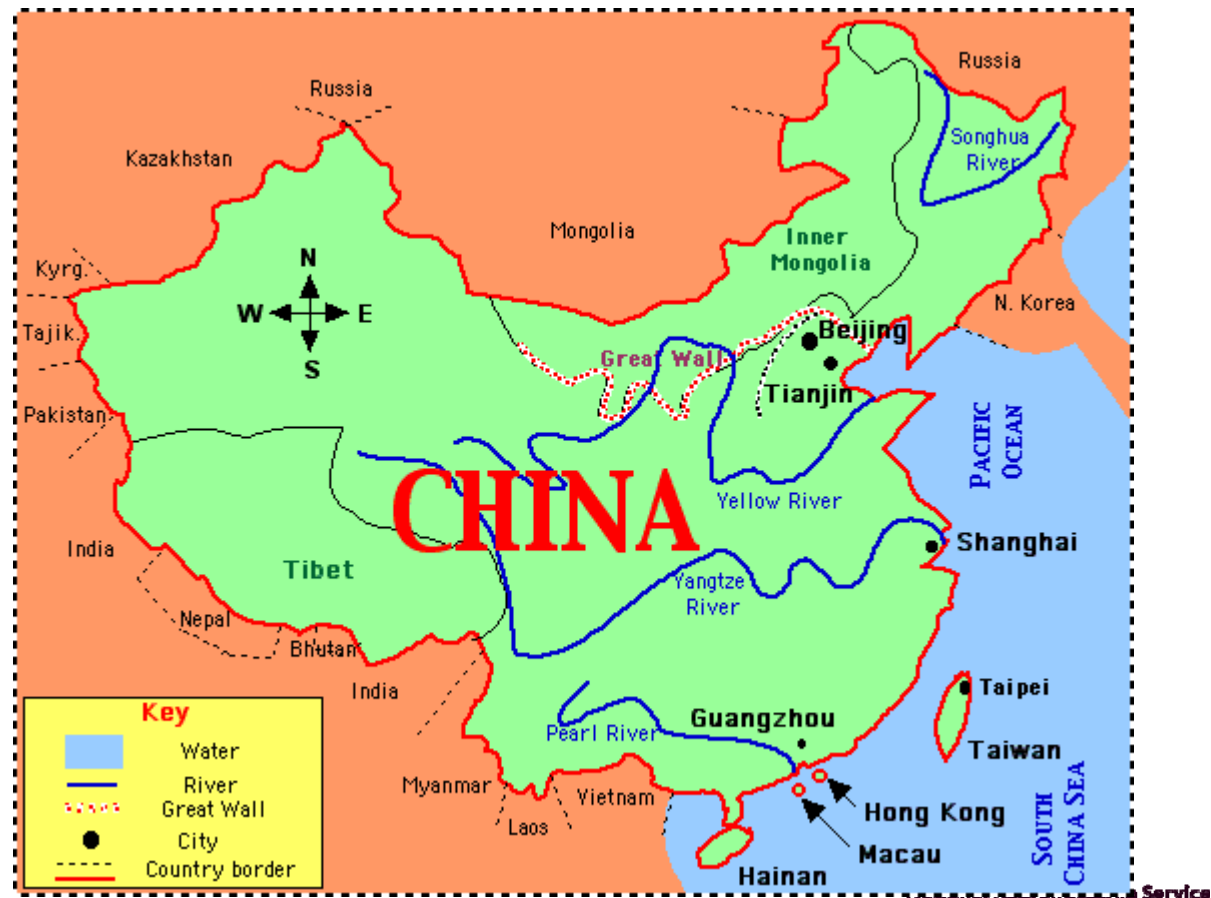 Russia
Russia
Kazakhstan
Songhua
River
Mongolia
Inner
Mongolia
Kyrg.
N
W E
S
N. Korea
Tajik.
Beijing
Great Wall
Tianjin
Pakistan
PACIFIC
OCEAN
CHINA
Yellow River
India
Shanghai
Tibet
Yangtze
River
Nepal
Bhutan
India
Taipei
Key
Water
River
Great Wall
City
Country border
Guangzhou
Pearl River
Taiwan
Myanmar
Vietnam
Laos
Hong Kong
Macau
Hainan
SOUTH
CHINA SEA
Service